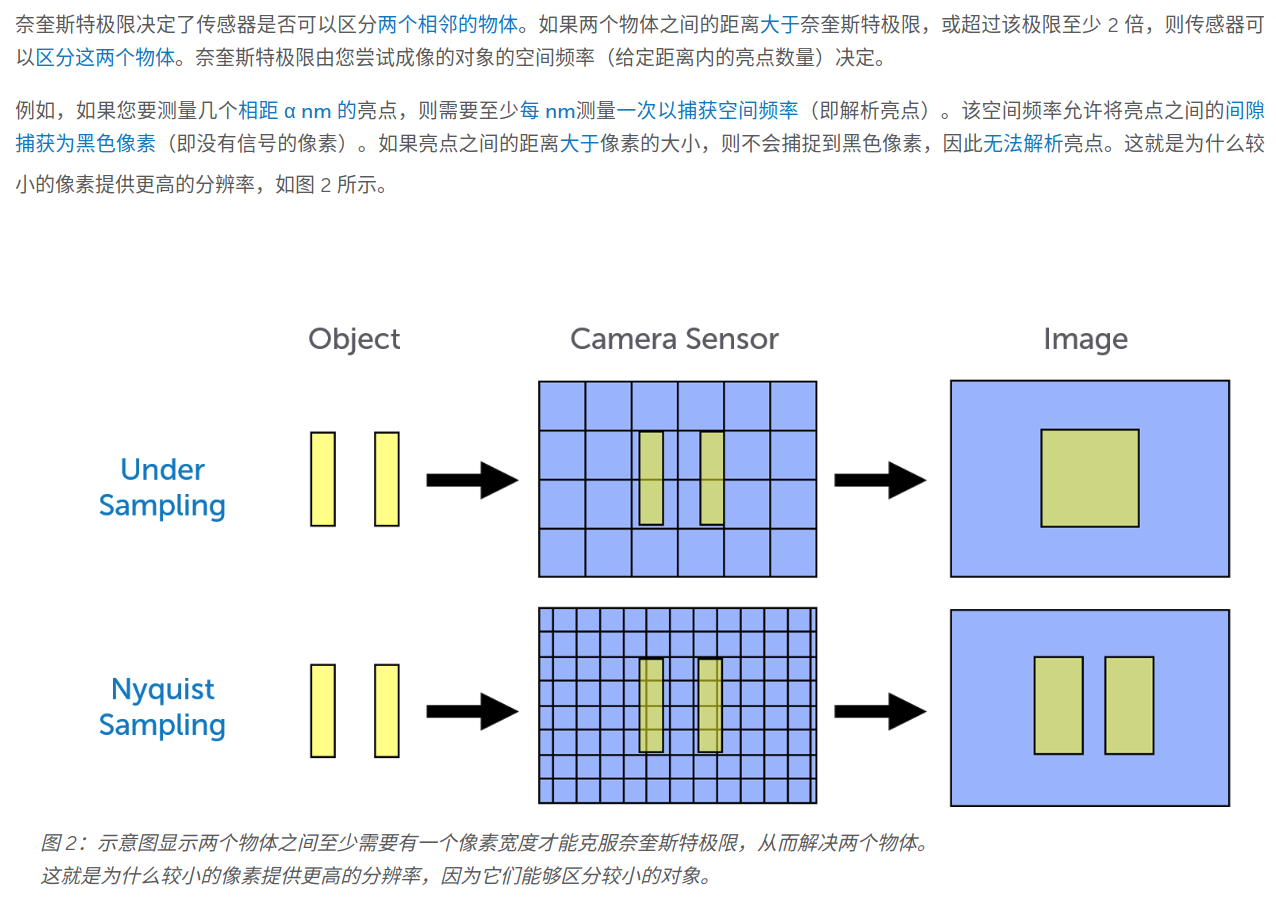 奈奎斯特极限决定了传感器是否可以区分两个相邻的物体。如果两个物体之间的距离大于奈奎斯特极限，或超过该极限至少 2 倍，则传感器可
以区分这两个物体。奈奎斯特极限由您尝试成像的对象的空间频率（给定距离内的亮点数量）决定。
例如，如果您要测量几个相距 α nm 的亮点，则需要至少每 nm测量一次以捕获空间频率（即解析亮点）。该空间频率允许将亮点之间的间隙
捕获为黑色像素（即没有信号的像素）。如果亮点之间的距离大于像素的大小，则不会捕捉到黑色像素，因此无法解析亮点。这就是为什么较
小的像素提供更高的分辨率，如图 2 所示。
Object Camera Sensor Image
Under
Sampling
Nyquist
Sampling
图 2：示意图显示两个物体之间至少需要有一个像素宽度才能克服奈奎斯特极限，从而解决两个物体。
这就是为什么较小的像素提供更高的分辨率，因为它们能够区分较小的对象。